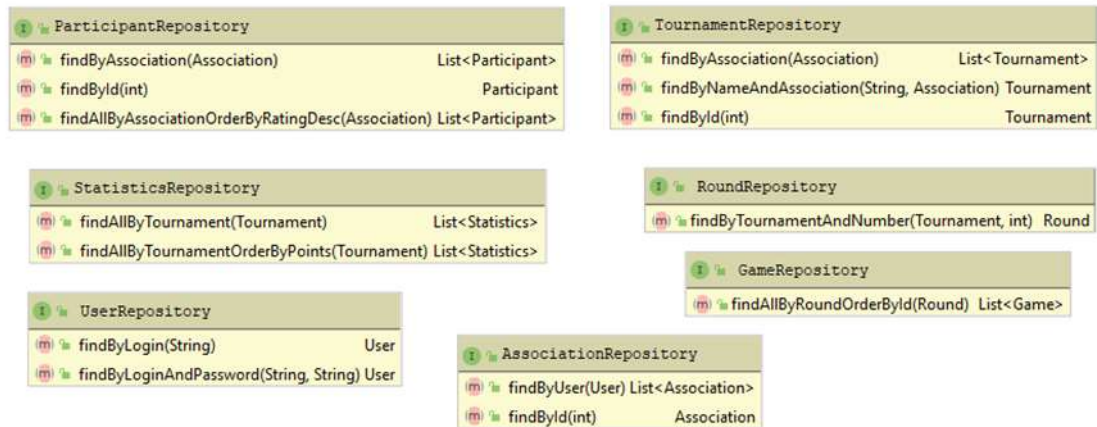 ParticipantRepository
findByAssociation(Association) List<Participant>
findById(int) Participant
findAllByAssociationOrderByRatingDesc(Association) List<Participant>
TournamentRepository
findByAssociation(Association) List<Tournament>
findByNameAndAssociation(String, Association) Tournament
findById(int) Tournament
StatisticsRepository
findAllByTournament(Tournament) List<Statistics>
findAllByTournamentOrderByPoints(Tournament) List<Statistics>
RoundRepository
findByTournamentAndNumber(Tournament, int) Round
GameRepository
findAllByRoundOrderById(Round) List<Game>
UserRepository
findByLogin(String) User
findByLoginAndPassword(String, String) User
AssociationRepository
findByUser(User) List<Association>
findById(int) Association